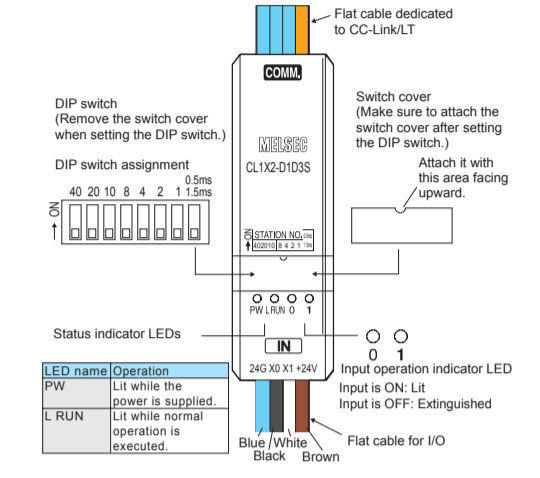 Flat cable dedicated
to CC-Link/LT
COMM.
DIP switch
(Remove the switch cover
when setting the DIP switch.)
Switch cover
(Make sure to attach the
switch cover after setting
the DIP switch.)
MELSEC
CL1X2-D1D3S
DIP switch assignment
0.5ms
40 20 10 8 4 2 1 1.5ms
ON
Attach it with
this area facing
upward.
ON
STATION NO.
40 20 10 8 4 2 1
PW L RUN 0 1
Status indicator LEDs
IN
0 1
24G X0 X1 +24V
Input operation indicator LED
Input is ON: Lit
Input is OFF: Extinguished
LED name Operation
PW Lit while the
power is supplied.
L RUN Lit while normal
operation is
executed.
Blue White
Black Brown
Flat cable for I/O